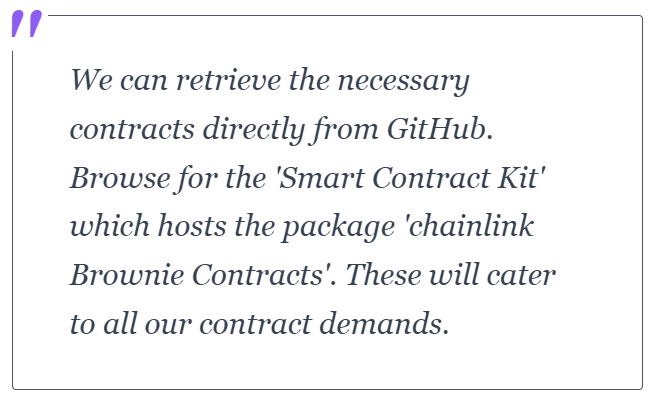 "
We can retrieve the necessary
contracts directly from GitHub.
Browse for the 'Smart Contract Kit'
which hosts the package 'chainlink
Brownie Contracts'. These will cater
to all our contract demands.